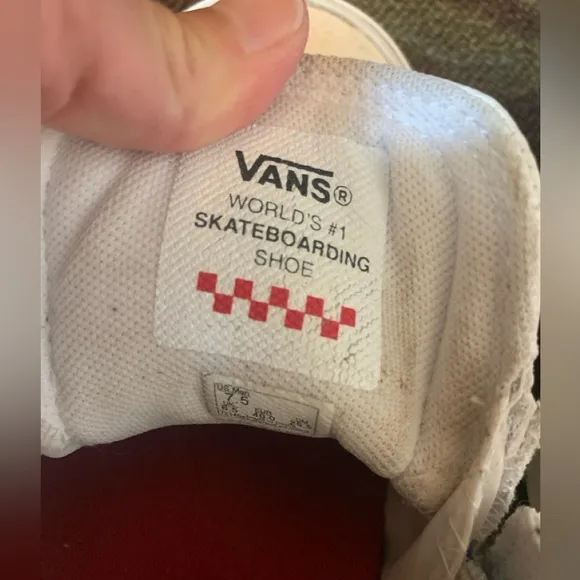 VANS®
WORLD'S #1
SKATEBOARDING
SHOE
7.5